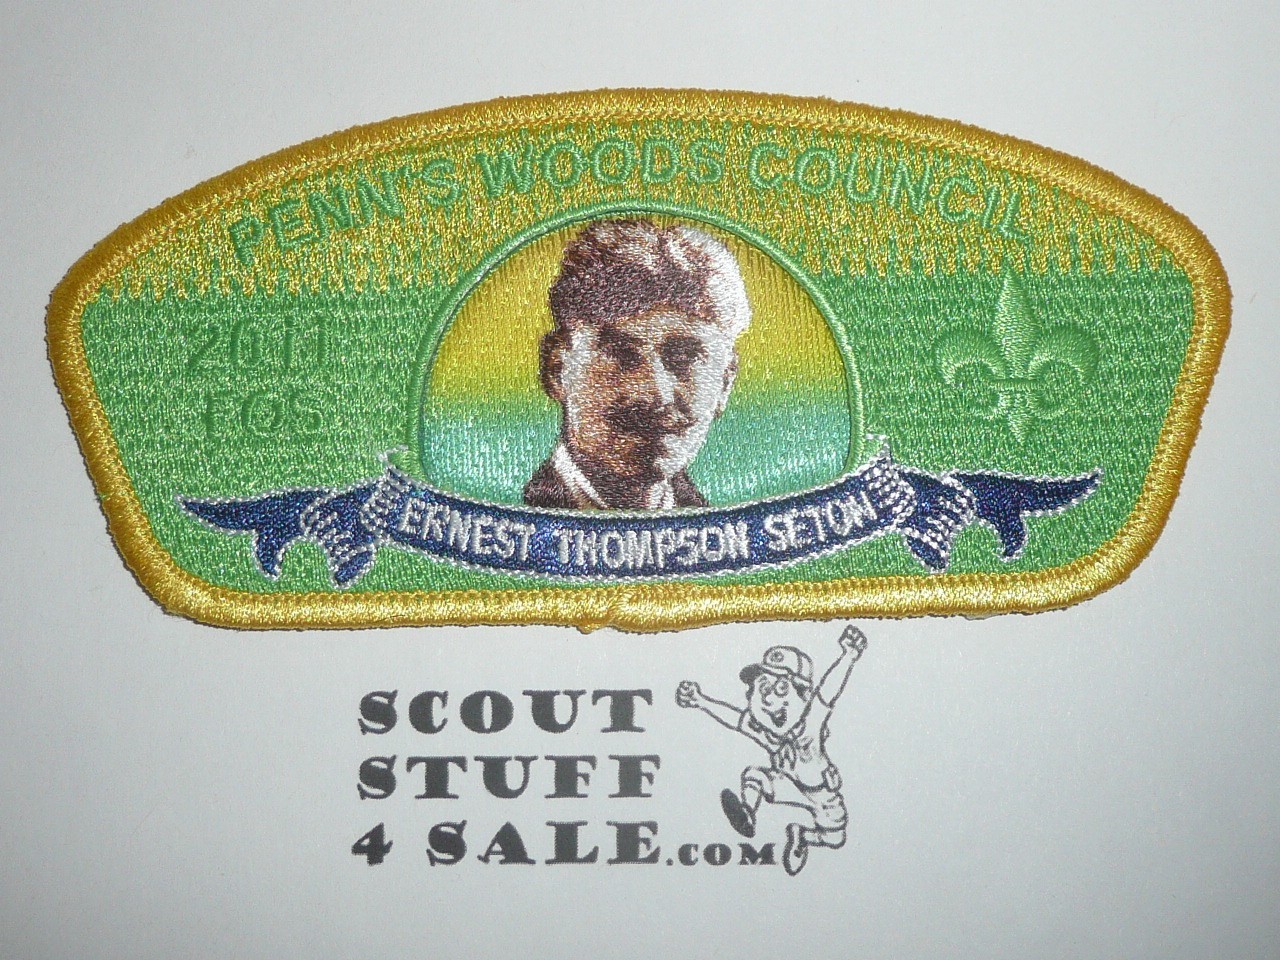 PENN'S WOODS COUNCIL
2011
FOS
ERNEST THOMPSON SETON
SCOUT
STUFF
4 SALE.COM